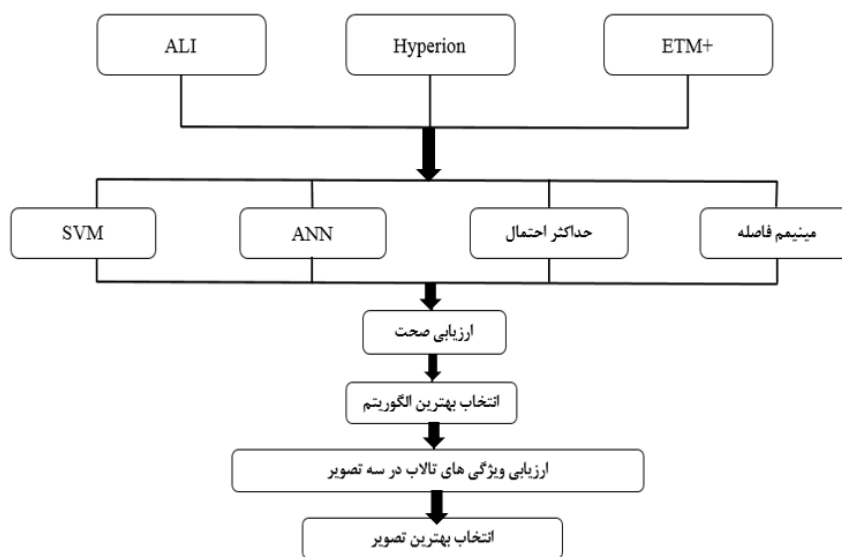 ALI
Hyperion
ETM+
SVM
ANN
حداکثر احتمال
مینیمم فاصله
ارزیابی صحت
انتخاب بهترین الگوریتم
ارزیابی ویژگی های تالاب در سه تصویر
انتخاب بهترین تصویر